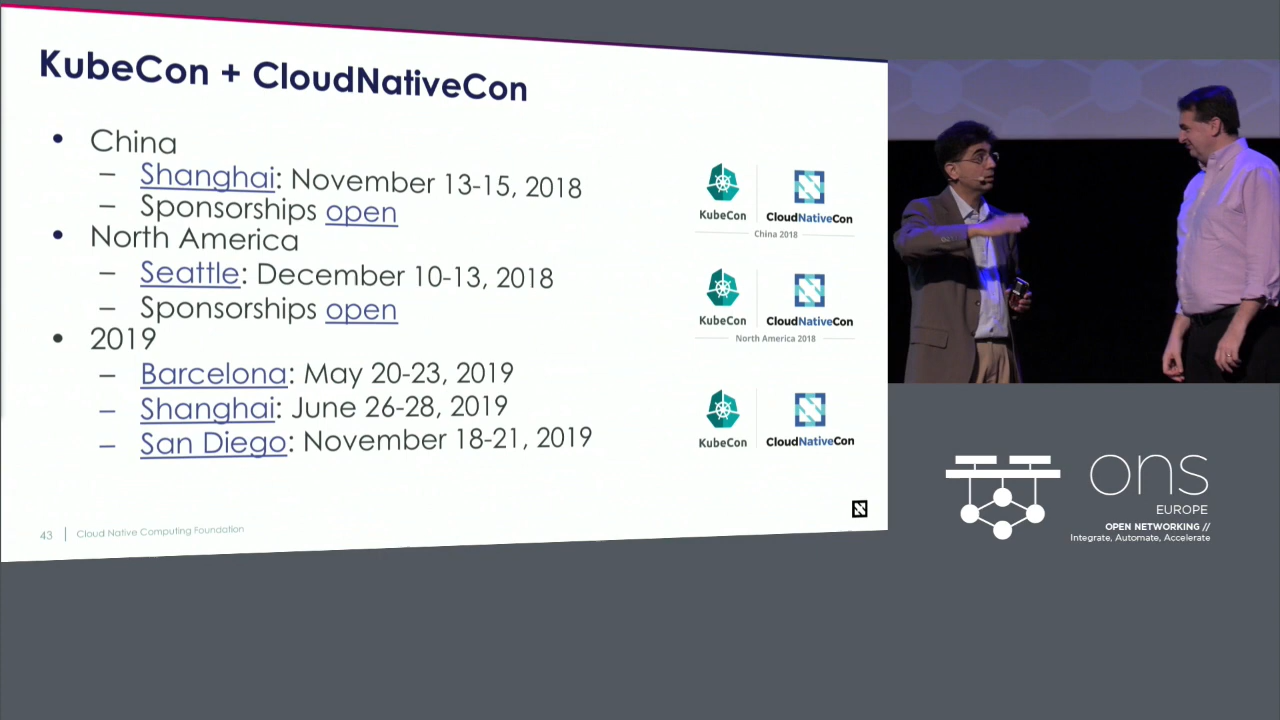 KubeCon + CloudNativeCon
• China
– Shanghai: November 13-15, 2018
– Sponsorships open
• North America
– Seattle: December 10-13, 2018
– Sponsorships open
• 2019
– Barcelona: May 20-23, 2019
– Shanghai: June 26-28, 2019
– San Diego: November 18-21, 2019
KubeCon CloudNativeCon
China 2018
KubeCon CloudNativeCon
North America 2018
KubeCon CloudNativeCon
43 | Cloud Native Computing Foundation
ons
EUROPE
OPEN NETWORKING //
Integrate, Automate, Accelerate